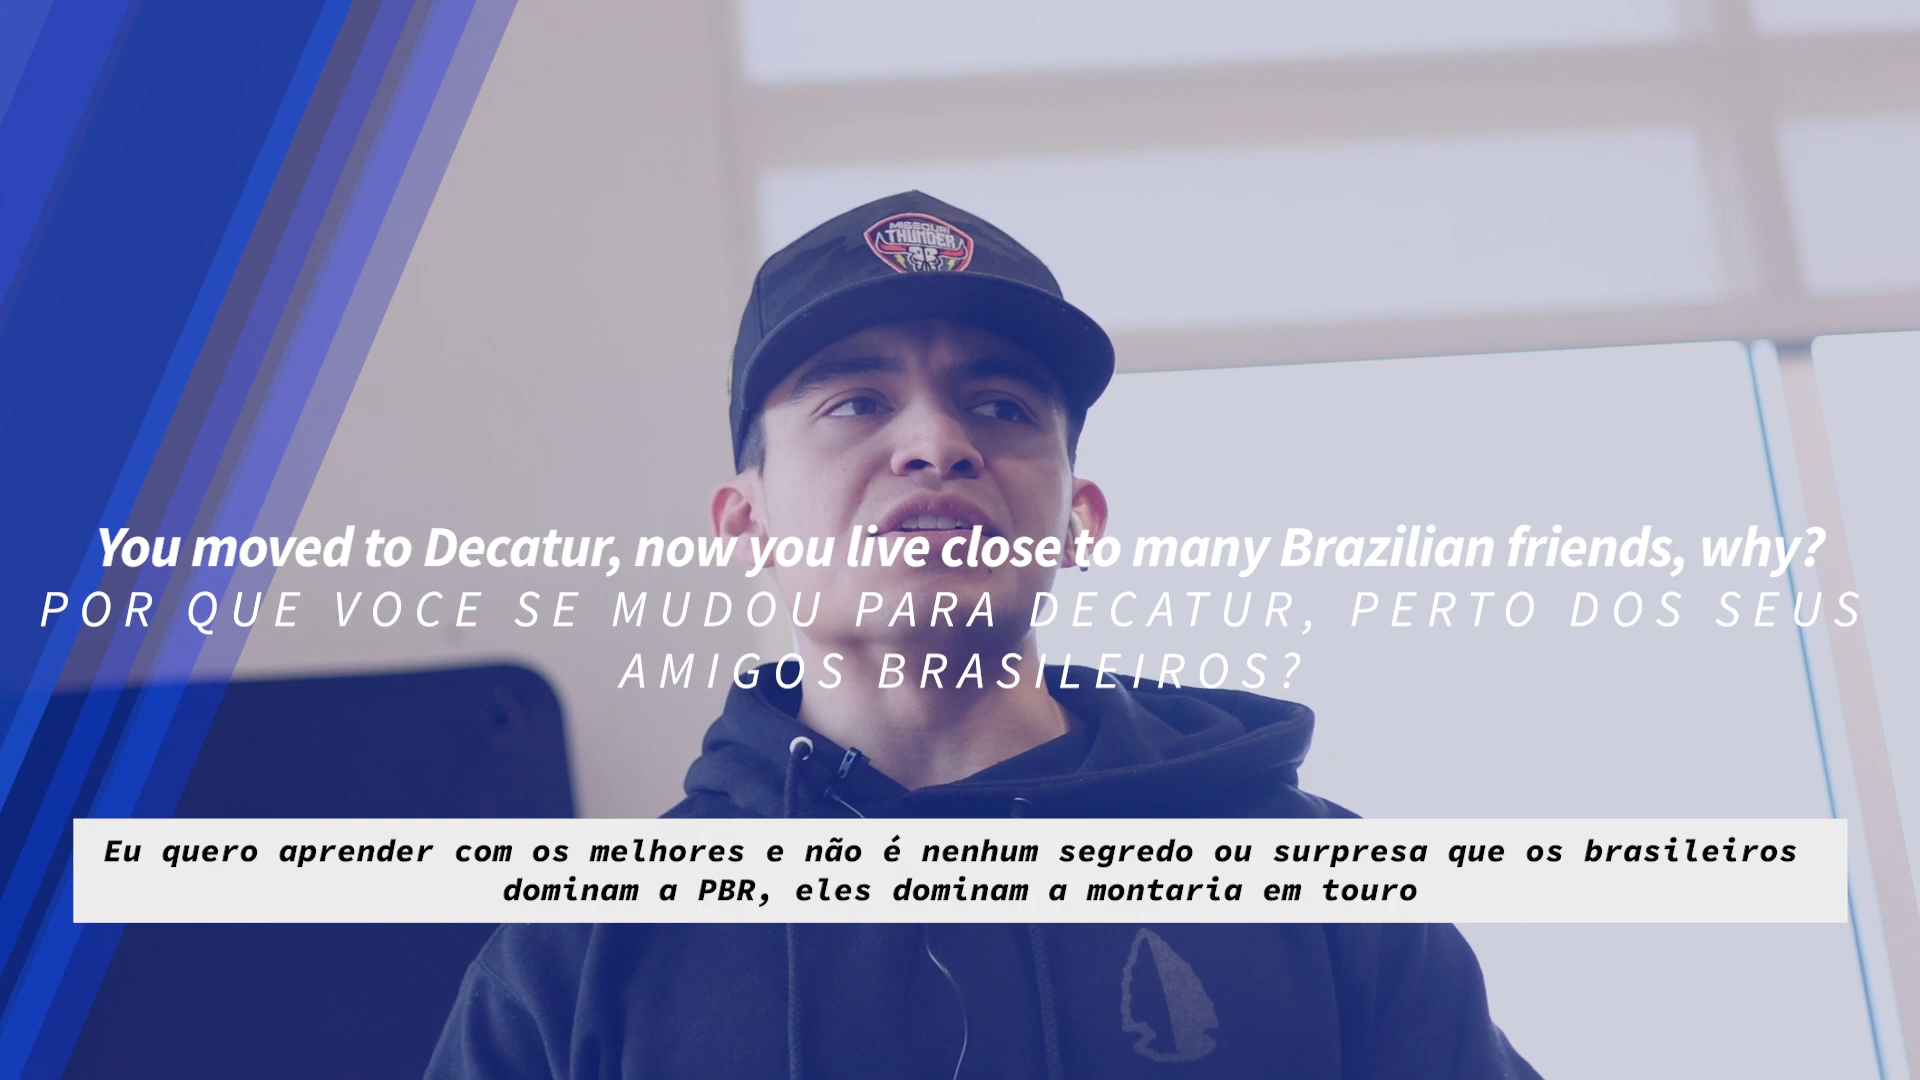 MISSOURI
THUNDER
You moved to Decatur, now you live close to many Brazilian friends, why?
POR QUE VOCE SE MUDOU PARA DECATUR, PERTO DOS SEUS
AMIGOS BRASILEIROS?
Eu quero aprender com os melhores e não é nenhum segredo ou surpresa que os brasileiros
dominam a PBR, eles dominam a montaria em touro